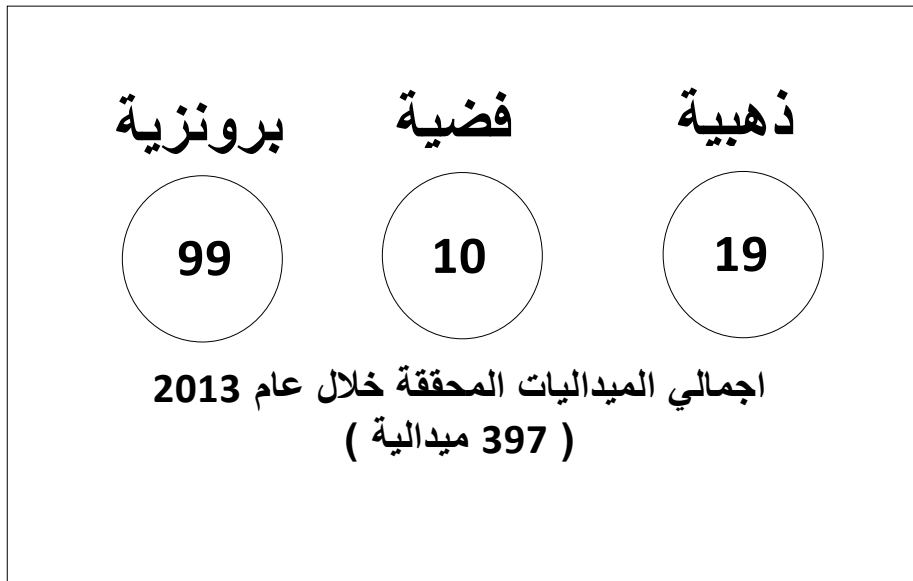 ذهبية فضية برونزية
19 10 99
اجمالي الميداليات المحققة خلال عام 2013
( 397 ميدالية )